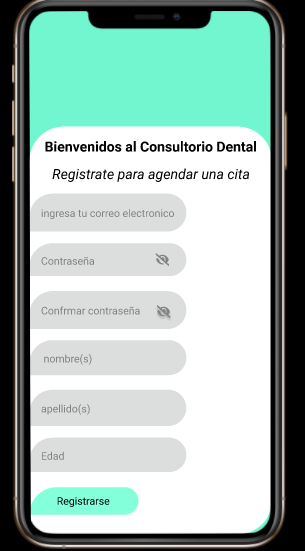 Bienvenidos al Consultorio Dental
Registrate para agendar una cita
ingresa tu correo electronico
Contraseña
Confrmar contraseña
nombre(s)
apellido(s)
Edad
Registrarse